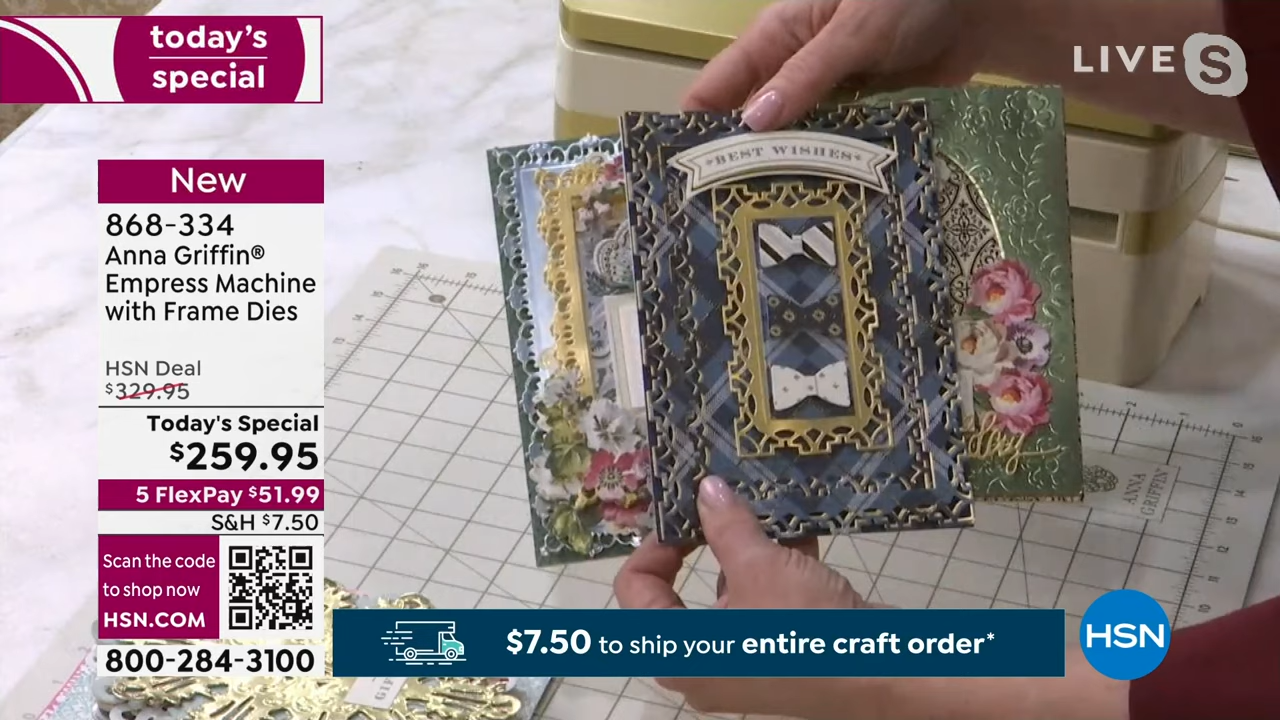 today's
special
LIVE S
New
868-334
Anna Griffin®
Empress Machine
with Frame Dies
HSN Deal
$329.95
Today's Special
$259.95
5 FlexPay $51.99
S&H $7.50
Scan the code
to shop now
HSN.COM
800-284-3100
$7.50 to ship your entire craft order*
HSN
BEST WISHES
ANNA
GRIFFIN